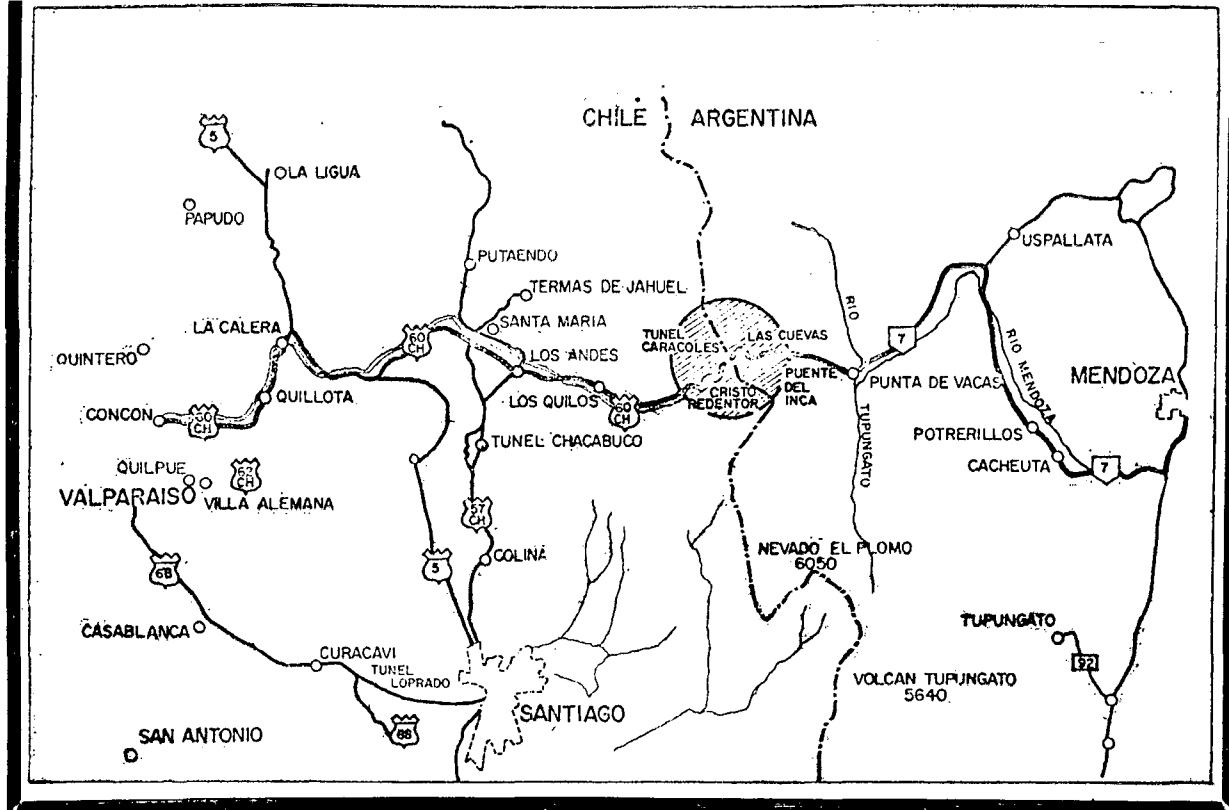 CHILE
ARGENTINA
5
LA LIGUA
PAPUDO
PUTAENDO
USPALLATA
TERMAS DE JAHUEL
SANTA MARIA
RIO
LA CALERA
60
CH
TUNEL
CARACOLES
LAS CUEVAS
7
QUINTERO
LOS ANDES
RIO MENDOZA
MENDOZA
PUENTE
DEL
INCA
PUNTA DE VACAS
QUILLOTA
LOS QUILOS
CRISTO
REDENTOR
CONCON
60
CH
60
CH
TUPUNGATO
TUNEL CHACABUCO
POTRERILLOS
CACHEUTA
7
QUILPUE
62
CH
VALPARAISO
VILLA ALEMANA
57
CH
COLINA
NEVADO EL PLOMO
6050
68
5
CASABLANCA
TUPUNGATO
92
CURACAVI
TUNEL
LOPRADO
VOLCAN TUPUNGATO
5640
SANTIAGO
SAN ANTONIO